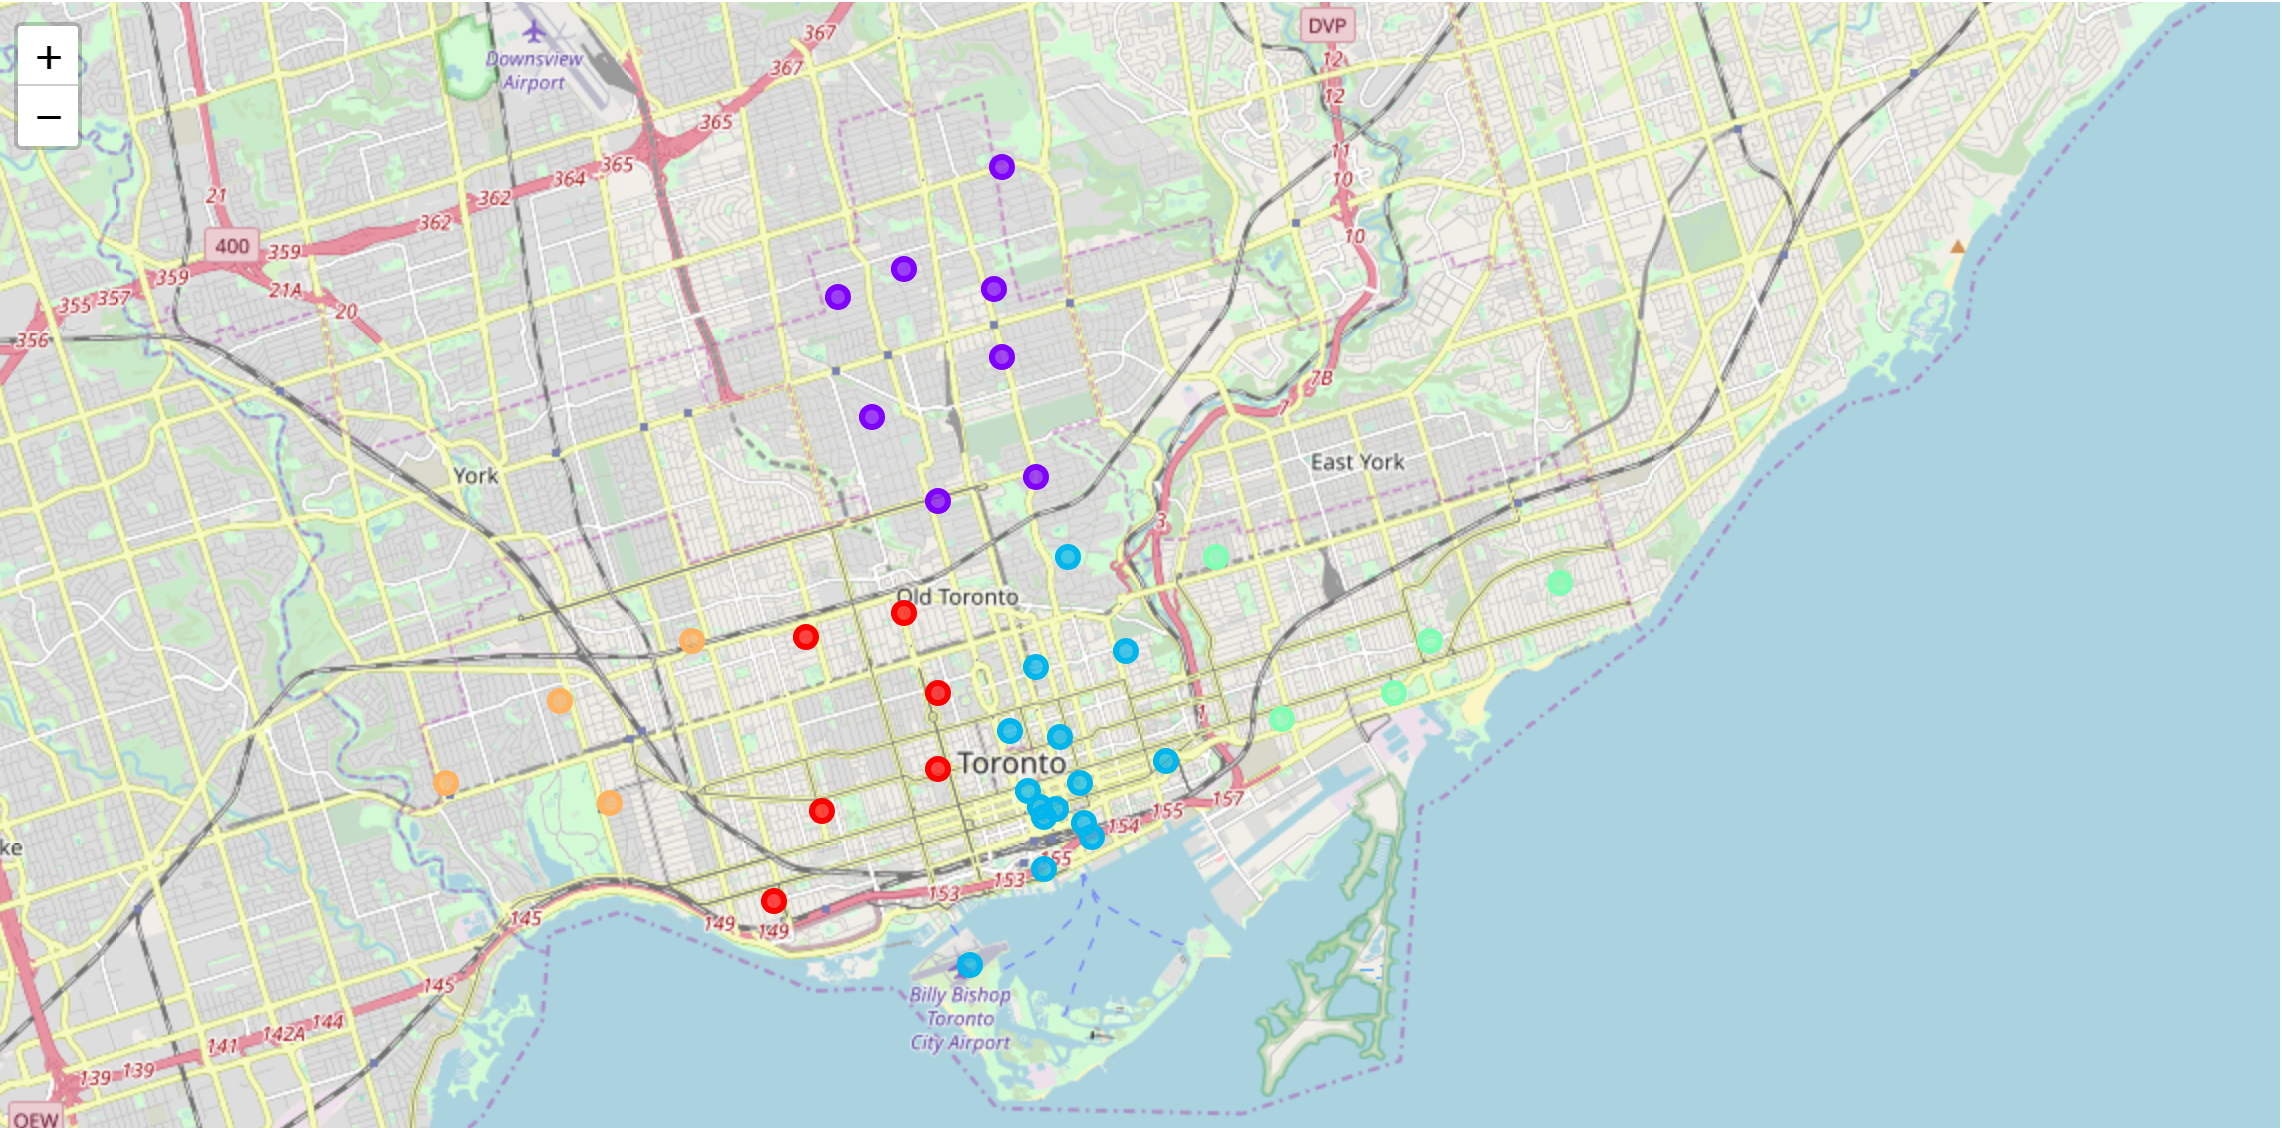 +
−
Downsview
Airport
367
367
DVP
12
12
365
365
364
362
362
11
10
10
21
400
359
359
21A
20
355
357
356
7B
7
York
East York
3
Old Toronto
1
Toronto
157
155
154
155
153
153
ke
149
149
145
145
Billy Bishop
Toronto
City Airport
144
142A
141
139
139
QEW